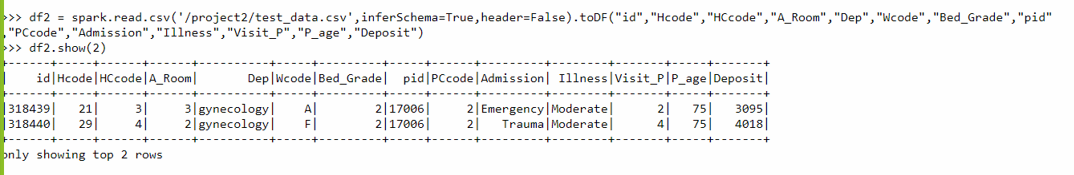 >>> df2 = spark.read.csv('/project2/test_data.csv',inferSchema=True,header=False).toDF("id","Hcode","HCcode","A_Room","Dep","Wcode","Bed_Grade","pid"
,"PCcode","Admission","Illness","Visit_P","P_age","Deposit")
>>> df2.show(2)
+------+-----+------+------+----------+-----+---------+-----+------+---------+--------+-------+-----+-------+
|    id|Hcode|HCcode|A_Room|       Dep|Wcode|Bed_Grade|  pid|PCcode|Admission| Illness|Visit_P|P_age|Deposit|
+------+-----+------+------+----------+-----+---------+-----+------+---------+--------+-------+-----+-------+
|318439|   21|     3|     3|gynecology|    A|        2|17006|     2|Emergency|Moderate|      2|   75|   3095|
|318440|   29|     4|     2|gynecology|    F|        2|17006|     2|   Trauma|Moderate|      4|   75|   4018|
+------+-----+------+------+----------+-----+---------+-----+------+---------+--------+-------+-----+-------+
only showing top 2 rows